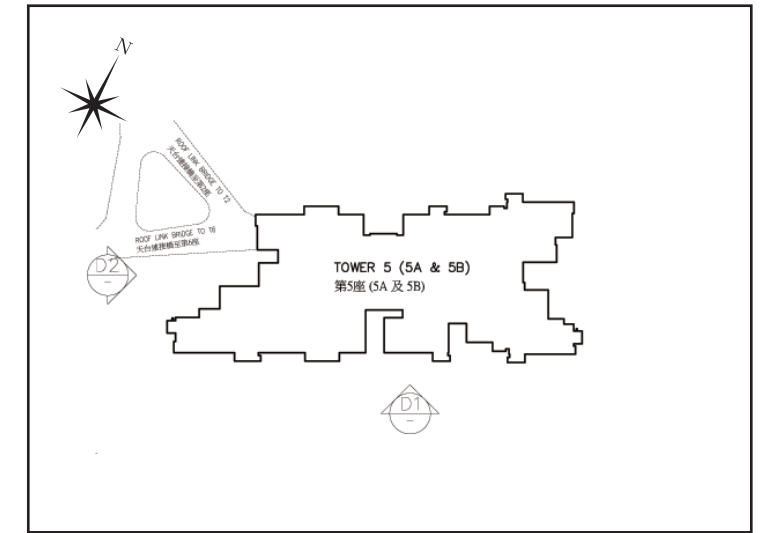 N
ROOF LINK BRIDGE TO T2
天台連接橋至第2座
ROOF LINK BRIDGE TO T6
天台連接橋至第6座
D2
–
TOWER 5 (5A & 5B)
第5座 (5A 及 5B)
D1
–